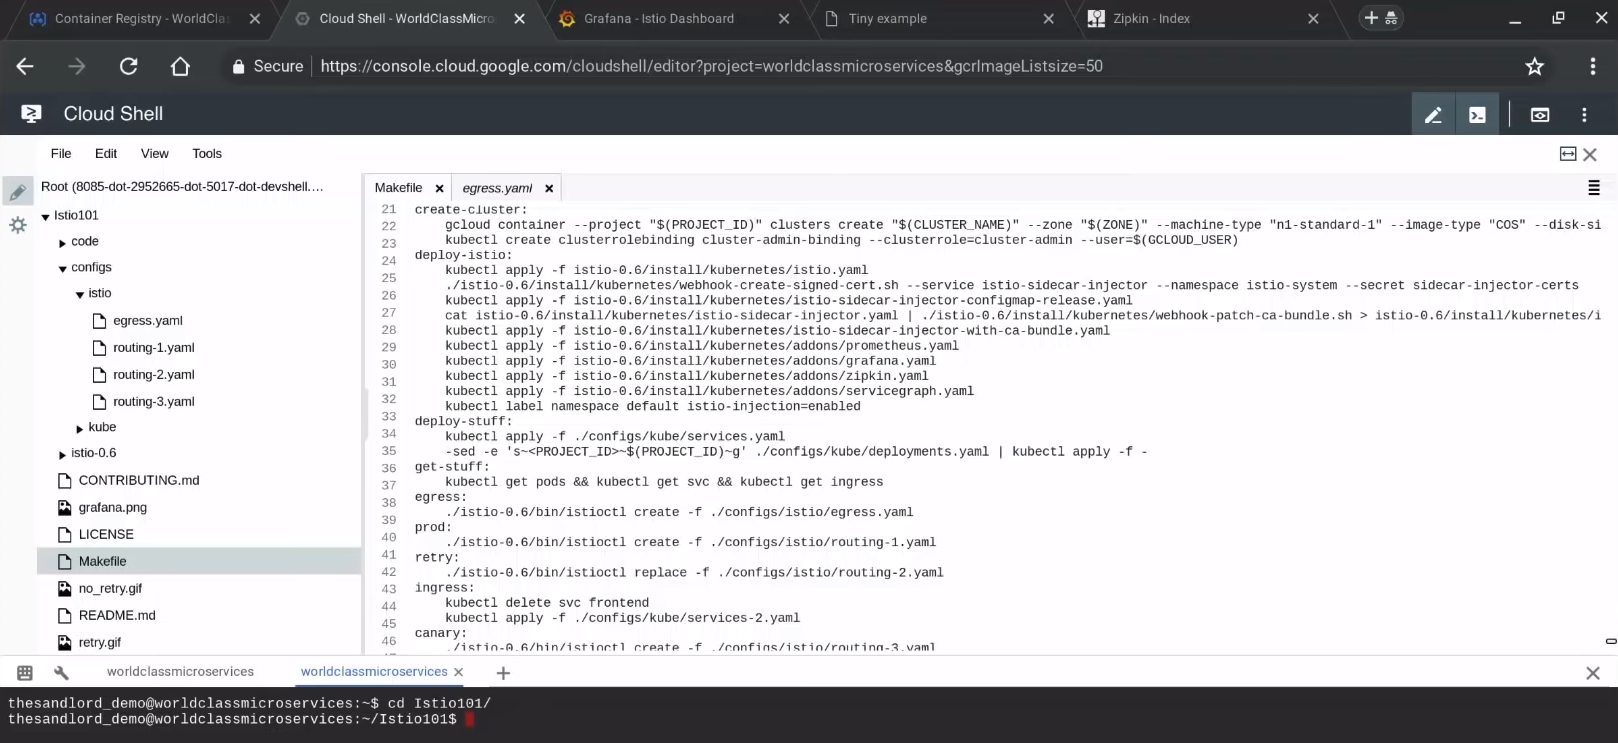 Container Registry - WorldClas
Cloud Shell - WorldClassMicro
Grafana - Istio Dashboard
Tiny example
Zipkin - Index
Secure
https://console.cloud.google.com/cloudshell/editor?project=worldclassmicroservices&gcrImageListsize=50
Cloud Shell
File Edit View Tools
Root (8085-dot-2952665-dot-5017-dot-devshell....
Istio101
code
configs
istio
egress.yaml
routing-1.yaml
routing-2.yaml
routing-3.yaml
kube
istio-0.6
CONTRIBUTING.md
grafana.png
LICENSE
Makefile
no_retry.gif
README.md
retry.gif
Makefile
egress.yaml
21 create-cluster:
22 gcloud container --project "$(PROJECT_ID)" clusters create "$(CLUSTER_NAME)" --zone "$(ZONE)" --machine-type "n1-standard-1" --image-type "COS" --disk-si
23 kubectl create clusterrolebinding cluster-admin-binding --clusterrole=cluster-admin --user=$(GCLOUD_USER)
24 deploy-istio:
25 kubectl apply -f istio-0.6/install/kubernetes/istio.yaml
26 ./istio-0.6/install/kubernetes/webhook-create-signed-cert.sh --service istio-sidecar-injector --namespace istio-system --secret sidecar-injector-certs
27 kubectl apply -f istio-0.6/install/kubernetes/istio-sidecar-injector-configmap-release.yaml
28 cat istio-0.6/install/kubernetes/istio-sidecar-injector.yaml | ./istio-0.6/install/kubernetes/webhook-patch-ca-bundle.sh > istio-0.6/install/kubernetes/i
29 kubectl apply -f istio-0.6/install/kubernetes/istio-sidecar-injector-with-ca-bundle.yaml
30 kubectl apply -f istio-0.6/install/kubernetes/addons/prometheus.yaml
31 kubectl apply -f istio-0.6/install/kubernetes/addons/grafana.yaml
32 kubectl apply -f istio-0.6/install/kubernetes/addons/zipkin.yaml
33 kubectl apply -f istio-0.6/install/kubernetes/addons/servicegraph.yaml
34 kubectl label namespace default istio-injection=enabled
35 deploy-stuff:
36 kubectl apply -f ./configs/kube/services.yaml
37 -sed -e 's~<PROJECT_ID>~$(PROJECT_ID)~g' ./configs/kube/deployments.yaml | kubectl apply -f -
38 get-stuff:
39 kubectl get pods && kubectl get svc && kubectl get ingress
40 egress:
41 ./istio-0.6/bin/istioctl create -f ./configs/istio/egress.yaml
42 prod:
43 ./istio-0.6/bin/istioctl create -f ./configs/istio/routing-1.yaml
44 retry:
45 ./istio-0.6/bin/istioctl replace -f ./configs/istio/routing-2.yaml
46 ingress:
kubectl delete svc frontend
kubectl apply -f ./configs/kube/services-2.yaml
canary:
./istio-0.6/bin/istioctl create -f ./configs/istio/routing-3.yaml
worldclassmicroservices
worldclassmicroservices
thesandlord_demo@worldclassmicroservices:~$ cd Istio101/
thesandlord_demo@worldclassmicroservices:~/Istio101$